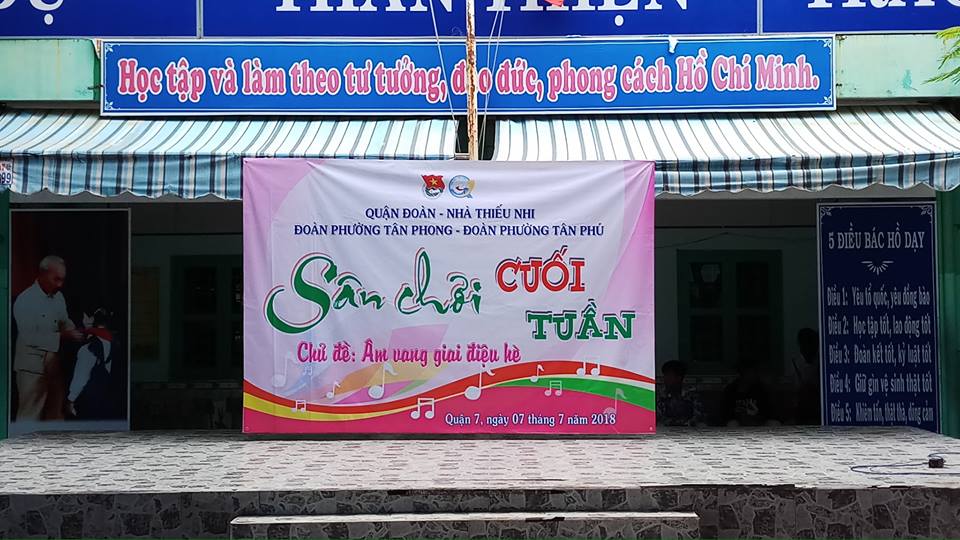 THÂN THIỆN
Học tập và làm theo tư tưởng, đạo đức, phong cách Hồ Chí Minh.
QUẬN ĐOÀN - NHÀ THIẾU NHI
ĐOÀN PHƯỜNG TÂN PHONG - ĐOÀN PHƯỜNG TÂN PHÚ
Sân chơi CUỐI
TUẦN
Chủ đề: Âm vang giai điệu hè
Quận 7, ngày 07 tháng 7 năm 2018
5 ĐIỀU BÁC HỒ DẠY
Điều 1: Yêu tổ quốc, yêu đồng bào
Điều 2: Học tập tốt, lao động tốt
Điều 3: Đoàn kết tốt, kỷ luật tốt
Điều 4: Giữ gìn vệ sinh thật tốt
Điều 5: Khiêm tốn, thật thà, dũng cảm